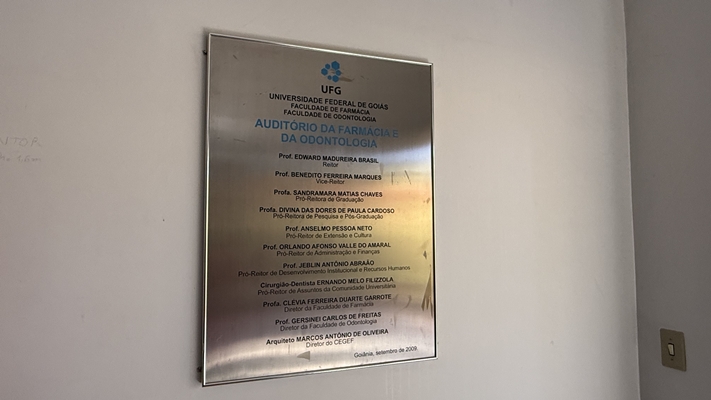 UFG
UNIVERSIDADE FEDERAL DE GOIÁS
FACULDADE DE FARMÁCIA
FACULDADE DE ODONTOLOGIA
AUDITÓRIO DA FARMÁCIA E
DA ODONTOLOGIA
Prof. EDWARD MADUREIRA BRASIL
Reitor
Prof. BENEDITO FERREIRA MARQUES
Vice-Reitor
Profa. SANDRAMARA MATIAS CHAVES
Pró-Reitora de Graduação
Profa. DIVINA DAS DORES DE PAULA CARDOSO
Pró-Reitora de Pesquisa e Pós-Graduação
Prof. ANSELMO PESSOA NETO
Pró-Reitor de Extensão e Cultura
Prof. ORLANDO AFONSO VALLE DO AMARAL
Pró-Reitor de Administração e Finanças
Prof. JEBLIN ANTÔNIO ABRAÃO
Pró-Reitor de Desenvolvimento Institucional e Recursos Humanos
Cirurgião-Dentista ERNANDO MELO FILIZZOLA
Pró-Reitor de Assuntos da Comunidade Universitária
Profa. CLÉVIA FERREIRA DUARTE GARROTE
Diretor da Faculdade de Farmária
Prof. GERSINEI CARLOS DE FREITAS
Diretor da Faculdade de Odontologia
Arquiteto MARCOS ANTÔNIO DE OLIVEIRA
Diretor do CEGEF
Goiânia, setembro de 2009.